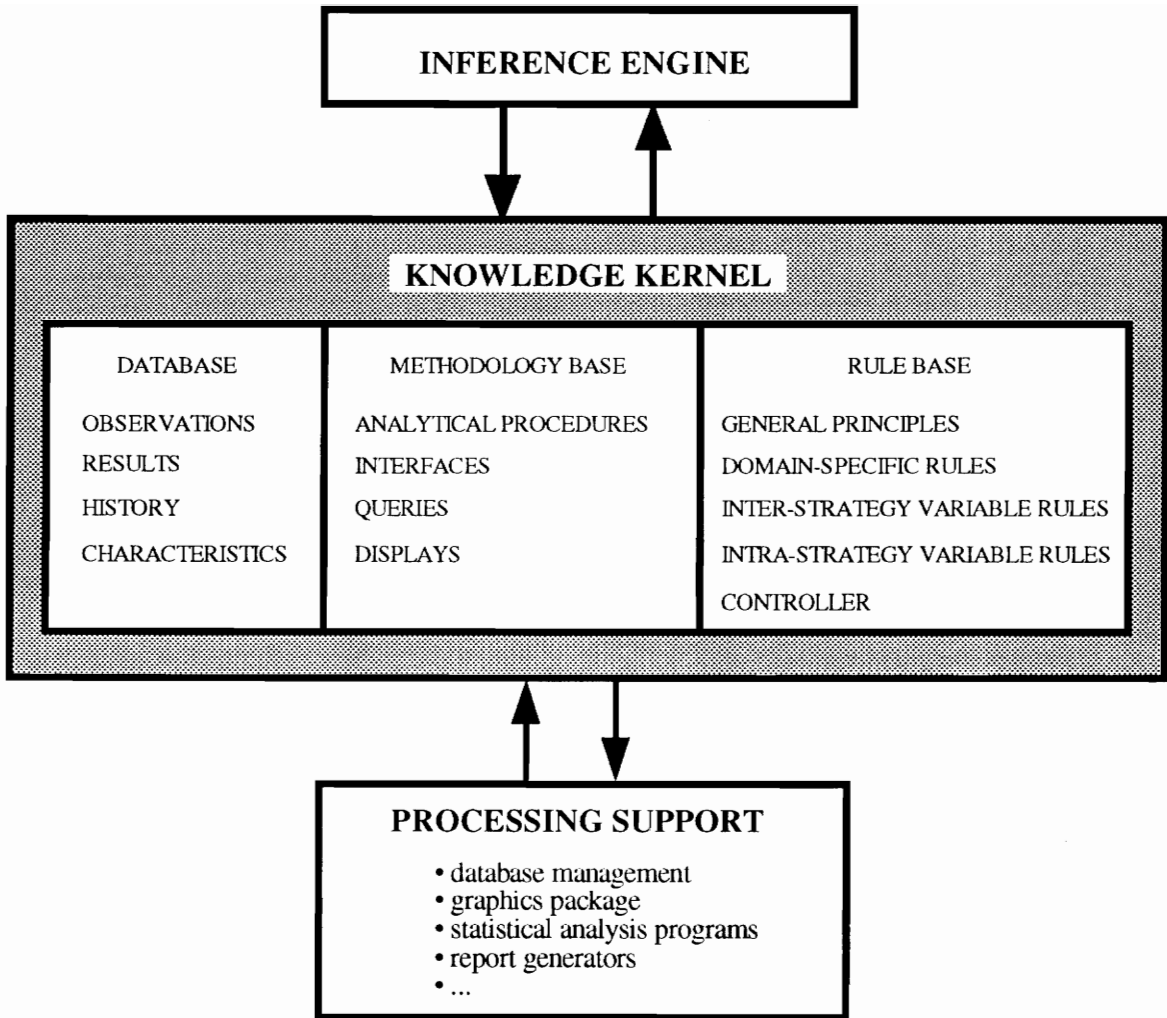 INFERENCE ENGINE
KNOWLEDGE KERNEL
DATABASE
OBSERVATIONS
RESULTS
HISTORY
CHARACTERISTICS
METHODOLOGY BASE
ANALYTICAL PROCEDURES
INTERFACES
QUERIES
DISPLAYS
RULE BASE
GENERAL PRINCIPLES
DOMAIN-SPECIFIC RULES
INTER-STRATEGY VARIABLE RULES
INTRA-STRATEGY VARIABLE RULES
CONTROLLER
PROCESSING SUPPORT
• database management
• graphics package
• statistical analysis programs
• report generators
• ...